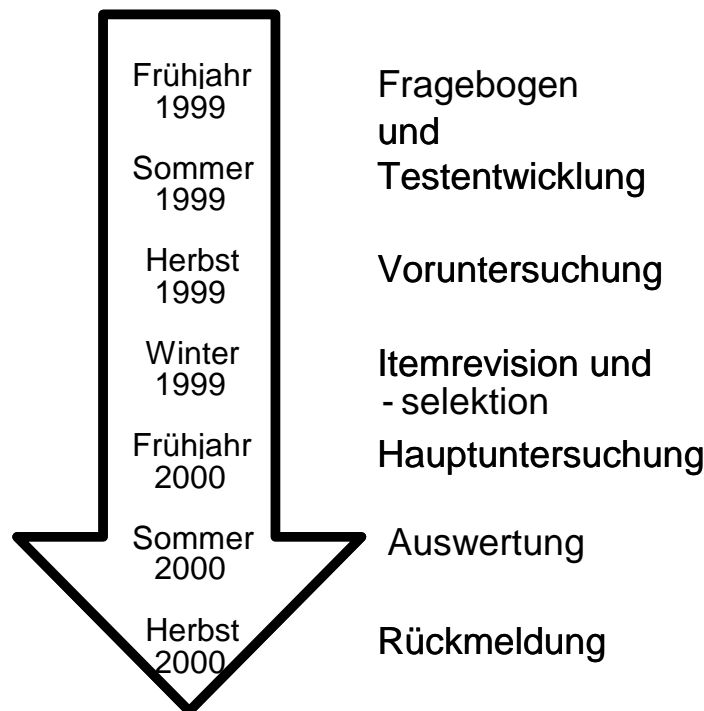 Frühjahr
1999
Fragebogen
und
Sommer
1999
Testentwicklung
Herbst
1999
Voruntersuchung
Winter
1999
Itemrevision und
- selektion
Frühjahr
2000
Hauptuntersuchung
Sommer
2000
Auswertung
Herbst
2000
Rückmeldung